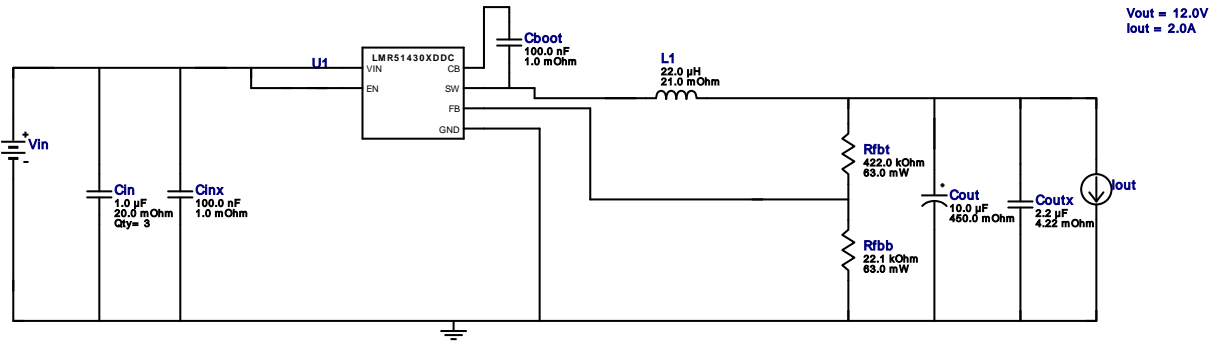 Vout = 12.0V
Iout = 2.0A
Cboot
100.0 nF
1.0 mOhm
U1
LMR51430XDDC
VIN
CB
EN
SW
FB
GND
L1
22.0 µH
21.0 mOhm
+
Vin
-
Cin
1.0 µF
20.0 mOhm
Qty= 3
Cinx
100.0 nF
1.0 mOhm
Rfbt
422.0 kOhm
63.0 mW
Rfbb
22.1 kOhm
63.0 mW
+
Cout
10.0 µF
450.0 mOhm
Coutx
2.2 µF
4.22 mOhm
Iout